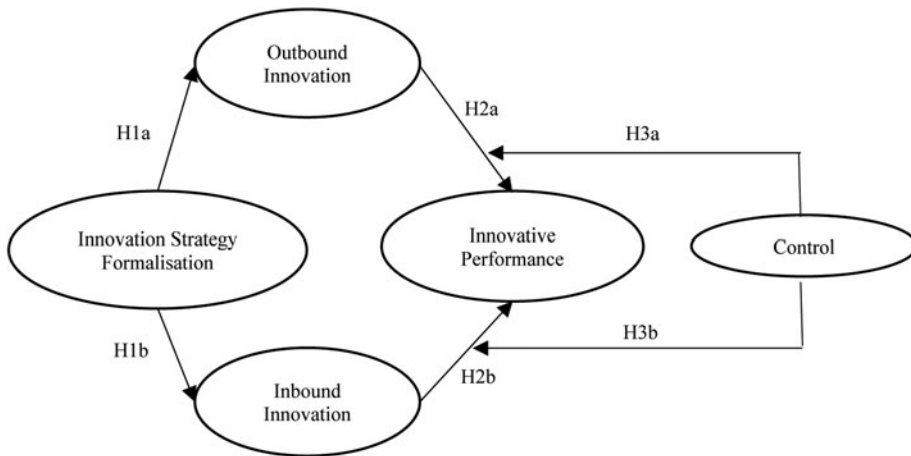 Outbound
Innovation
H2a
H1a
H3a
Innovation Strategy
Formalisation
Innovative
Performance
Control
H1b
H3b
H2b
Inbound
Innovation